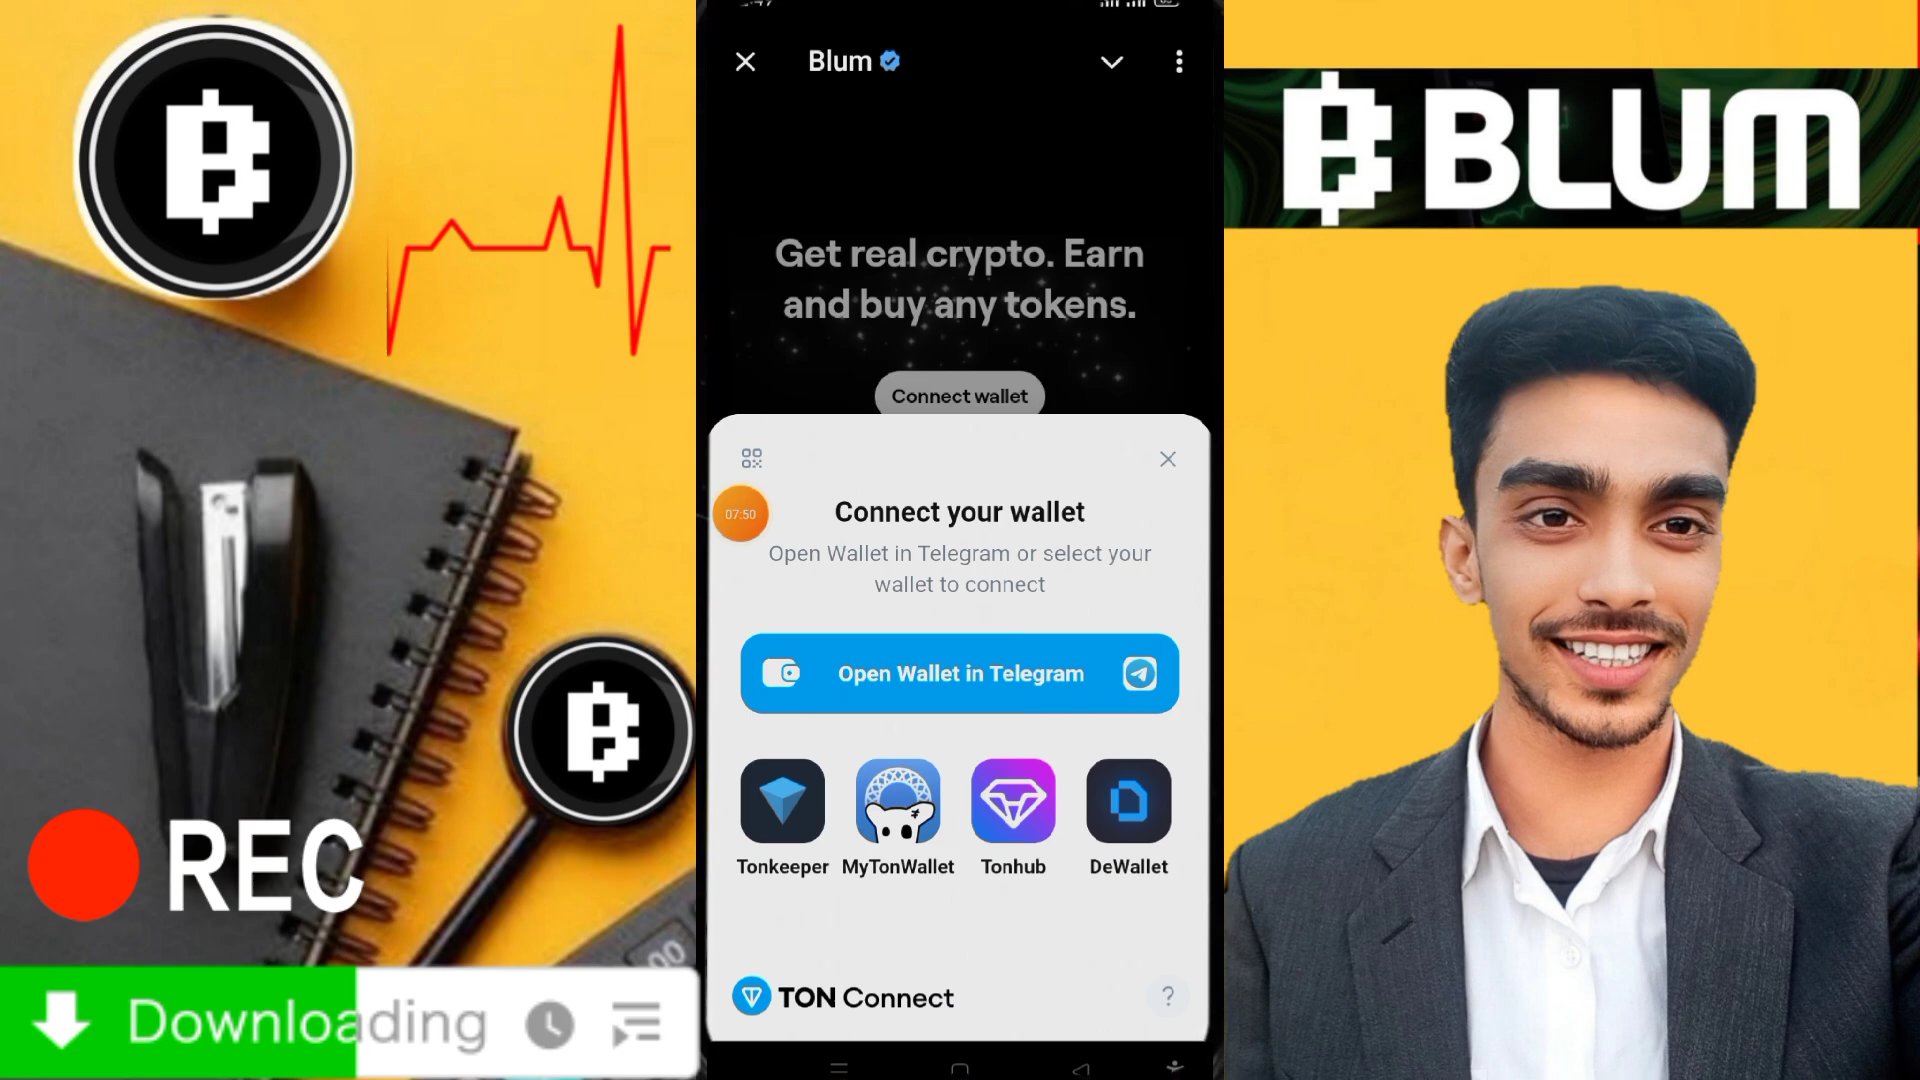 REC
Downloading
Blum
Get real crypto. Earn
and buy any tokens.
Connect wallet
07:50
Connect your wallet
Open Wallet in Telegram or select your
wallet to connect
Open Wallet in Telegram
Tonkeeper MyTonWallet Tonhub DeWallet
TON Connect ?
BLUM